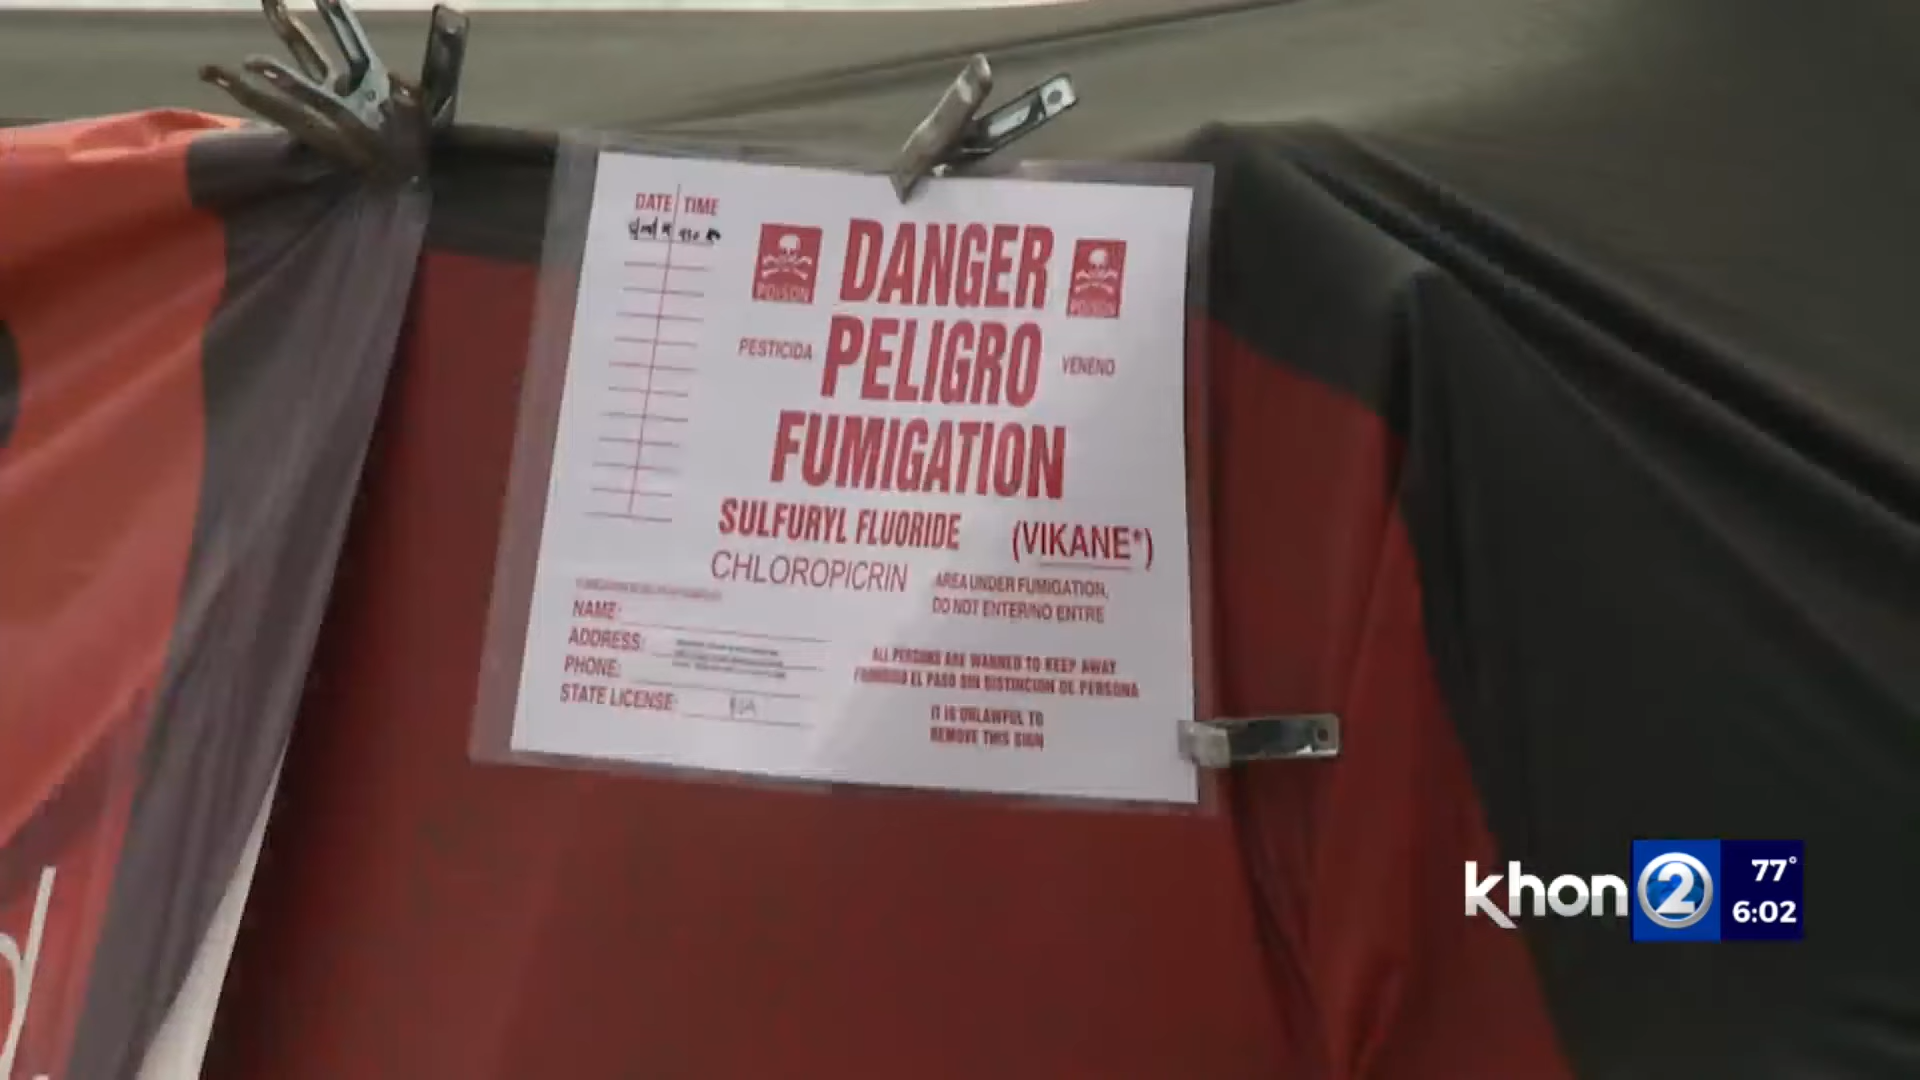 DATE TIME
POISON DANGER POISON
PESTICIDA PELIGRO VENENO
FUMIGATION
SULFURYL FLUORIDE (VIKANE*)
CHLOROPICRIN
AREA UNDER FUMIGATION,
DO NOT ENTER/NO ENTRE
NAME:
ADDRESS:
PHONE:
STATE LICENSE:
ALL PERSONS ARE WARNED TO KEEP AWAY
PROHIBIDO EL PASO SIN DISTINCION DE PERSONA
IT IS UNLAWFUL TO
REMOVE THIS SIGN
khon 2 77°
6:02